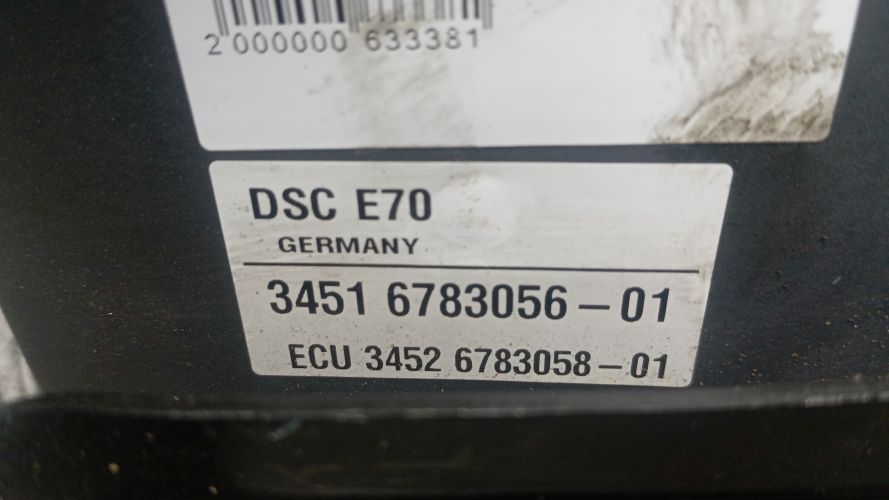 2 000000 633381
DSC E70
GERMANY
3451 6783056-01
ECU 3452 6783058-01